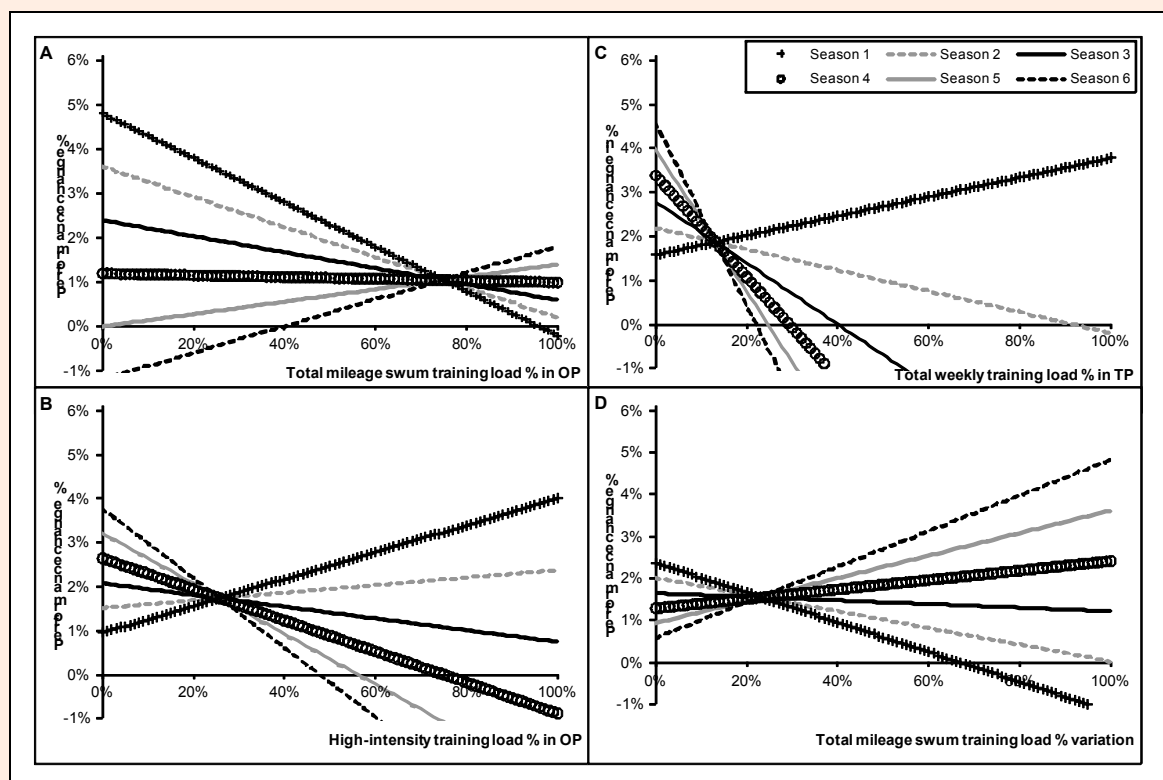 A
6%
5%
4%
3%
2%
1%
0%
-1%
Performance change %
0% 20% 40% 60% 80% 100%
Total mileage swum training load % in OP
C
6%
5%
4%
3%
2%
1%
0%
-1%
0% 20% 40% 60% 80% 100%
Total weekly training load % in TP
Season 1 Season 2 Season 3
Season 4 Season 5 Season 6
B
6%
5%
4%
3%
2%
1%
0%
-1%
Performance change %
0% 20% 40% 60% 80% 100%
High-intensity training load % in OP
D
6%
5%
4%
3%
2%
1%
0%
-1%
Performance change %
0% 20% 40% 60% 80% 100%
Total mileage swum training load % variation